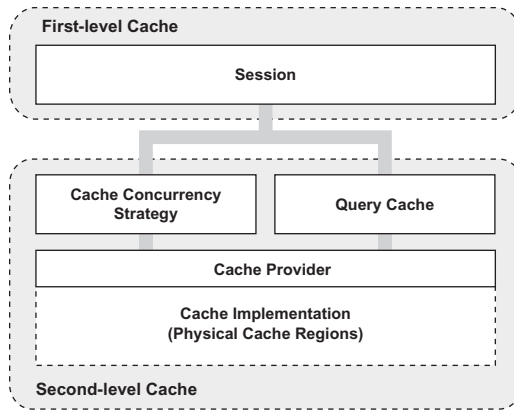 First-level Cache
Session
Cache Concurrency
Strategy
Query Cache
Cache Provider
Cache Implementation
(Physical Cache Regions)
Second-level Cache